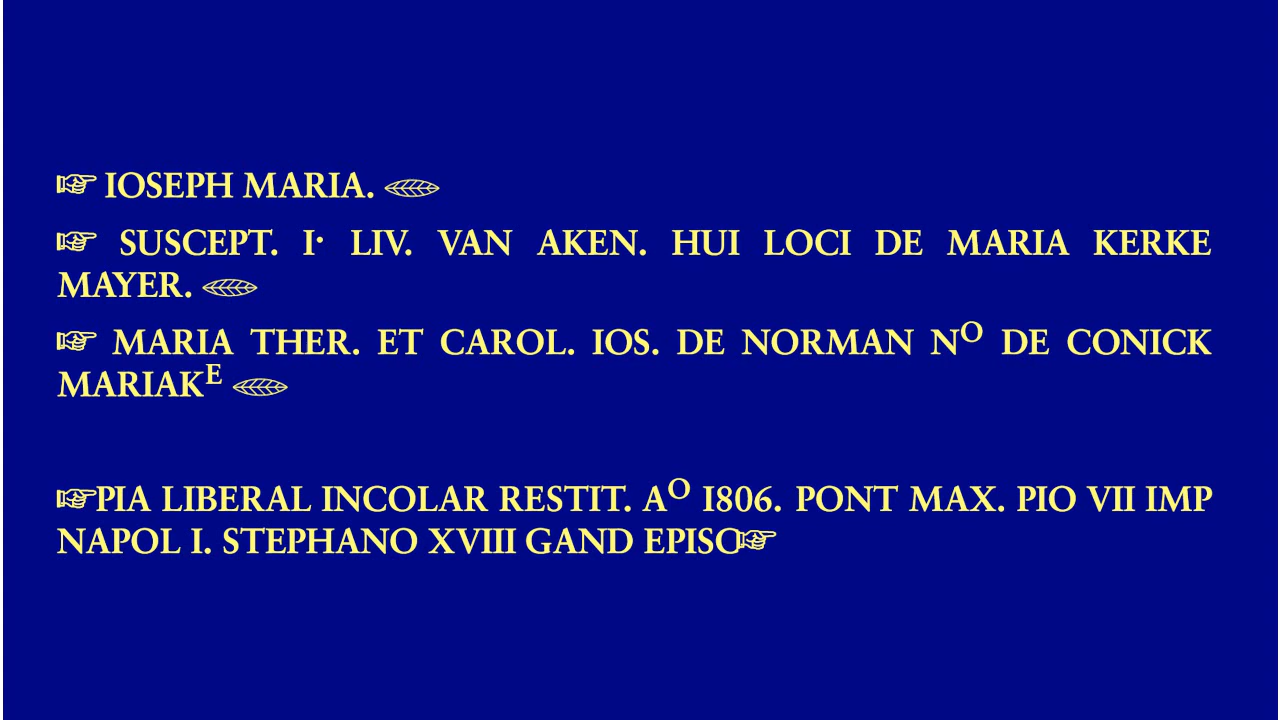 ☞ IOSEPH MARIA.
☞ SUSCEPT. I· LIV. VAN AKEN. HUI LOCI DE MARIA KERKE
MAYER.
☞ MARIA THER. ET CAROL. IOS. DE NORMAN Nᴼ DE CONICK
MARIAKᴱ
☞PIA LIBERAL INCOLAR RESTIT. Aᴼ I806. PONT MAX. PIO VII IMP
NAPOL I. STEPHANO XVIII GAND EPISC☞